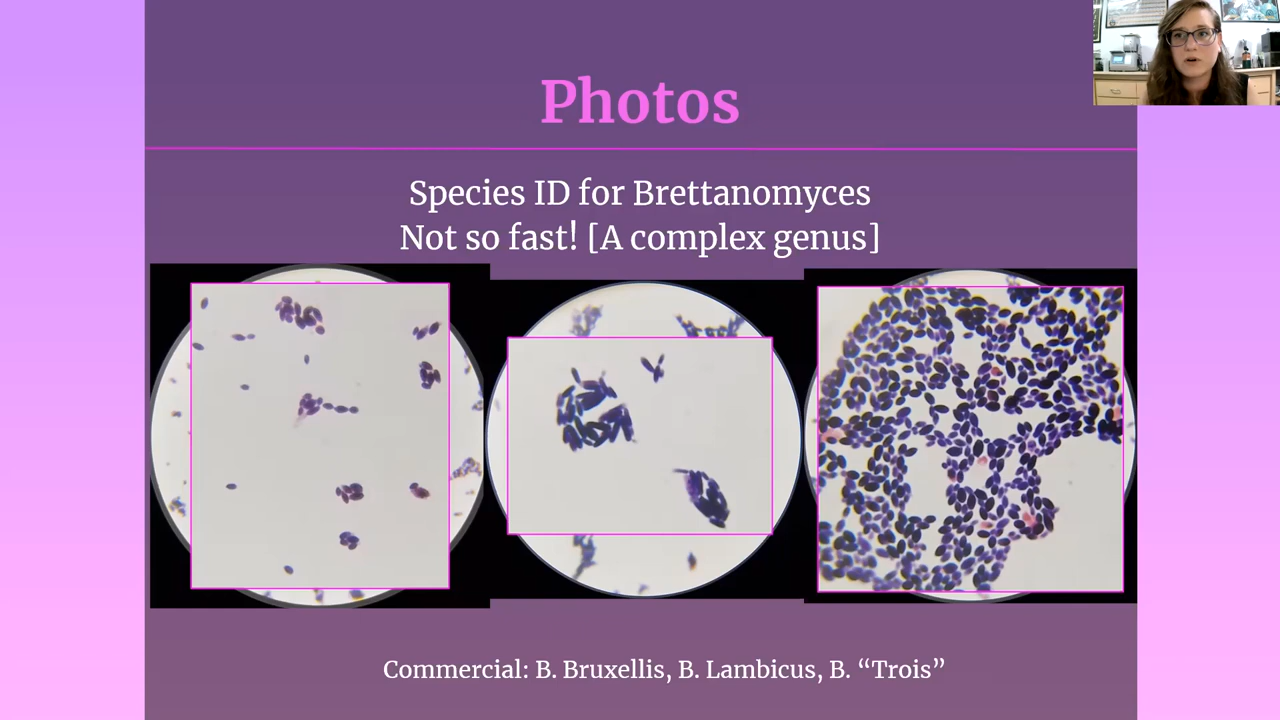 Photos
Species ID for Brettanomyces
Not so fast! [A complex genus]
Commercial: B. Bruxellis, B. Lambicus, B. “Trois”